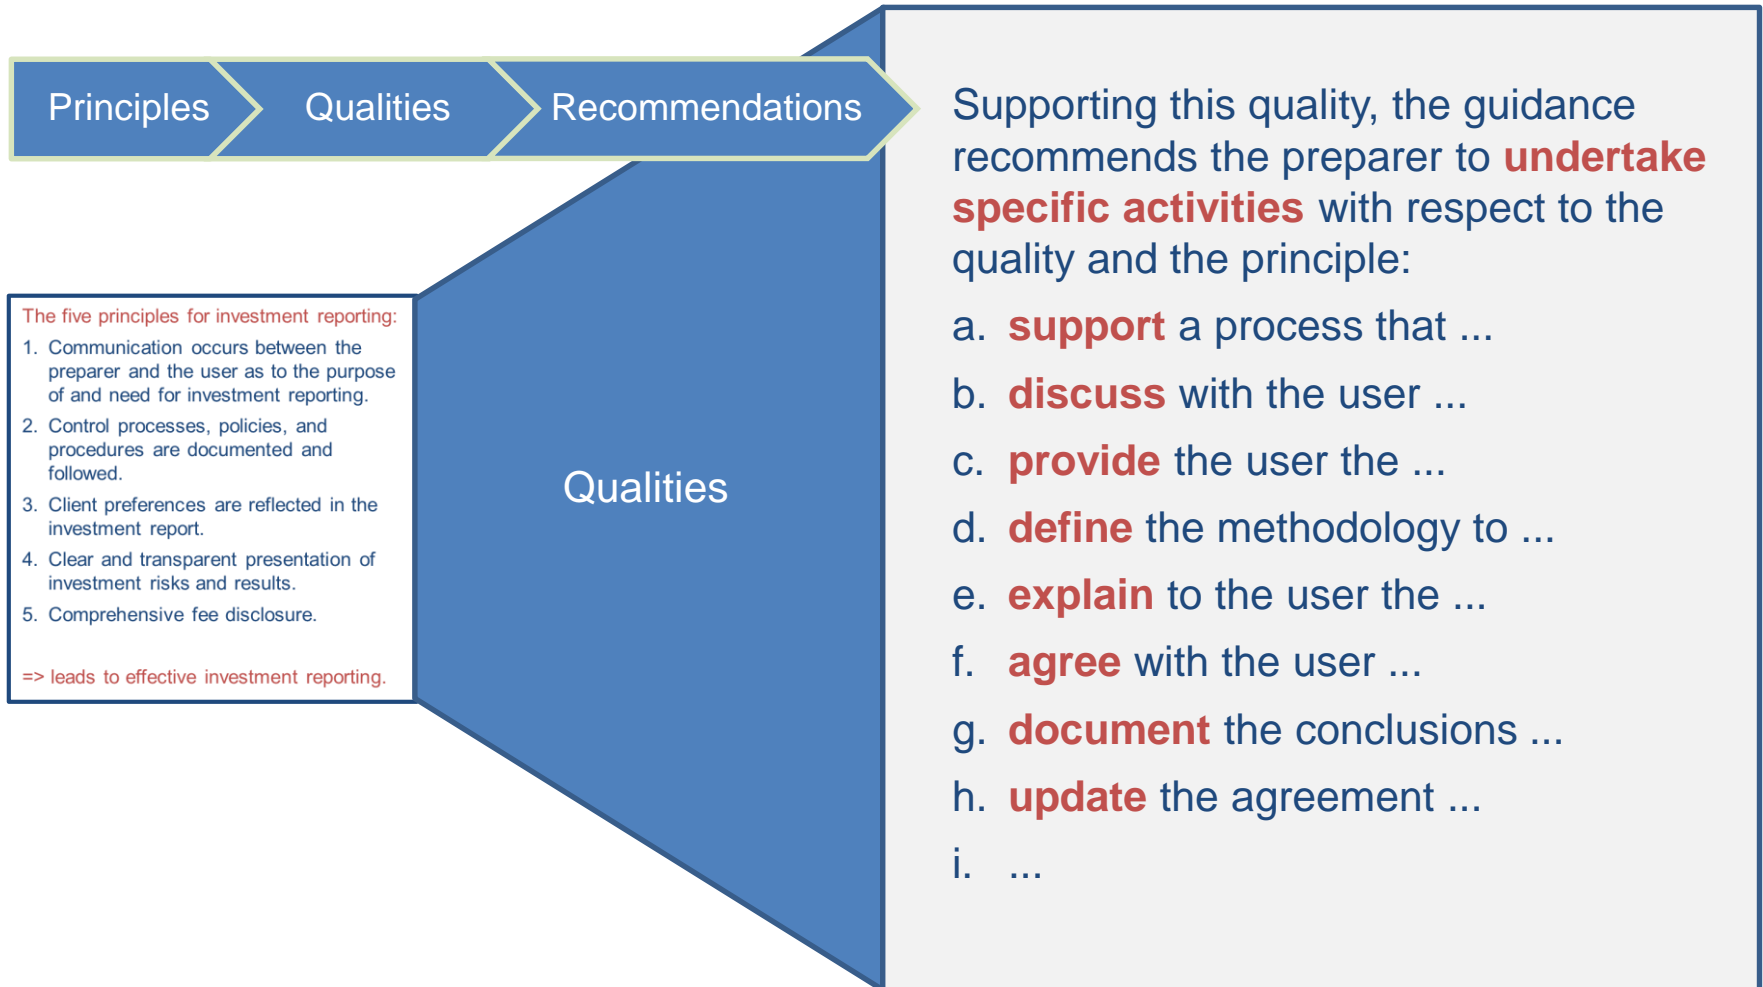 Principles
Qualities
Recommendations
The five principles for investment reporting:
1. Communication occurs between the
preparer and the user as to the purpose
of and need for investment reporting.
2. Control processes, policies, and
procedures are documented and
followed.
3. Client preferences are reflected in the
investment report.
4. Clear and transparent presentation of
investment risks and results.
5. Comprehensive fee disclosure.
=> leads to effective investment reporting.
Qualities
Supporting this quality, the guidance
recommends the preparer to undertake
specific activities with respect to the
quality and the principle:
a. support a process that ...
b. discuss with the user ...
c. provide the user the ...
d. define the methodology to ...
e. explain to the user the ...
f. agree with the user ...
g. document the conclusions ...
h. update the agreement ...
i. ...